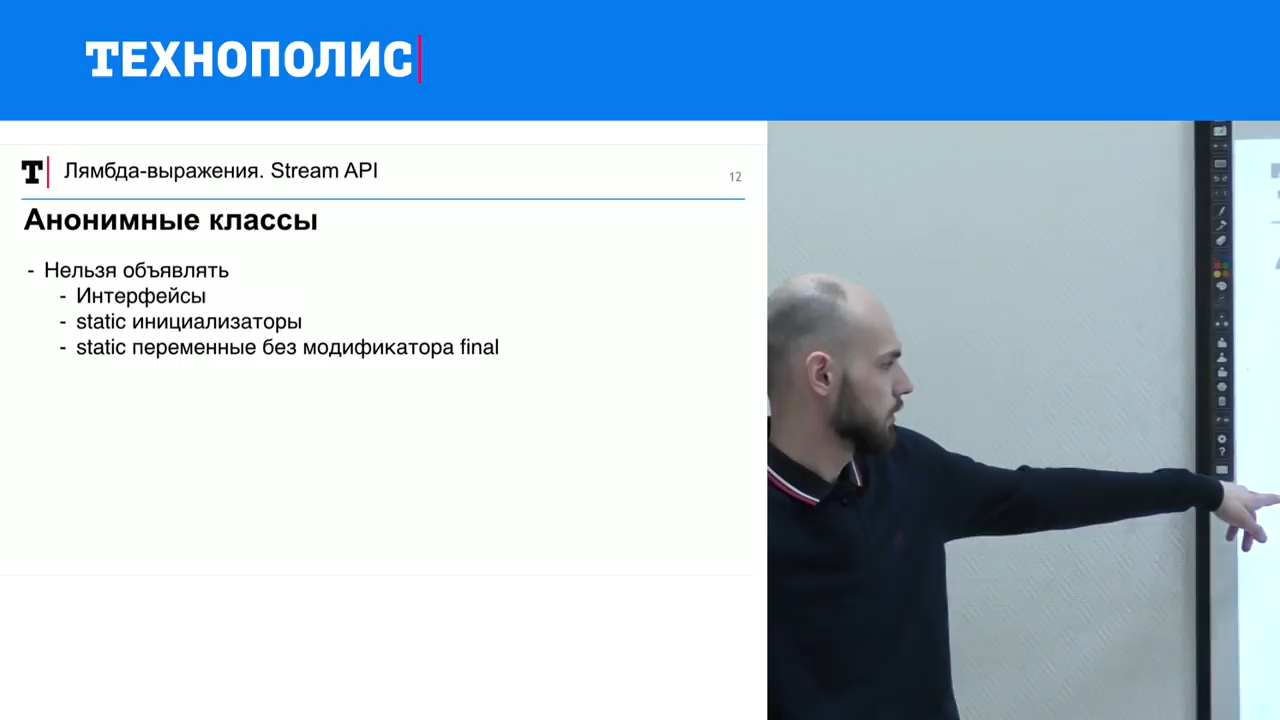 ТЕХНОПОЛИС
Т Лямбда-выражения. Stream API
12
Анонимные классы
- Нельзя объявлять
- Интерфейсы
- static инициализаторы
- static переменные без модификатора final
?